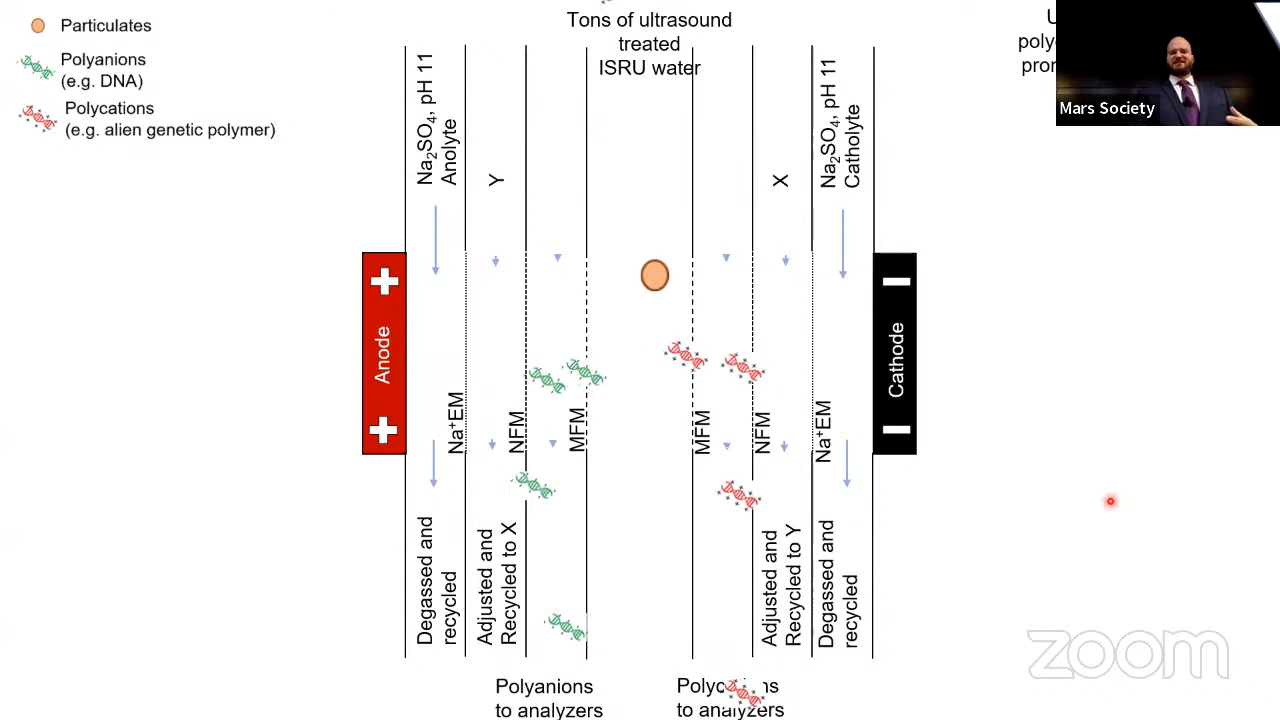 Particulates
Polyanions
(e.g. DNA)
Polycations
(e.g. alien genetic polymer)
Tons of ultrasound
treated
ISRU water
Mars Society
Na₂SO₄, pH 11
Anolyte
Y
X
Na₂SO₄, pH 11
Catholyte
Anode
Cathode
Na⁺EM
NFM
MFM
MFM
NFM
Na⁺EM
Degassed and
recycled
Adjusted and
Recycled to X
Adjusted and
Recycled to Y
Degassed and
recycled
Polyanions
to analyzers
to analyzers
zoom